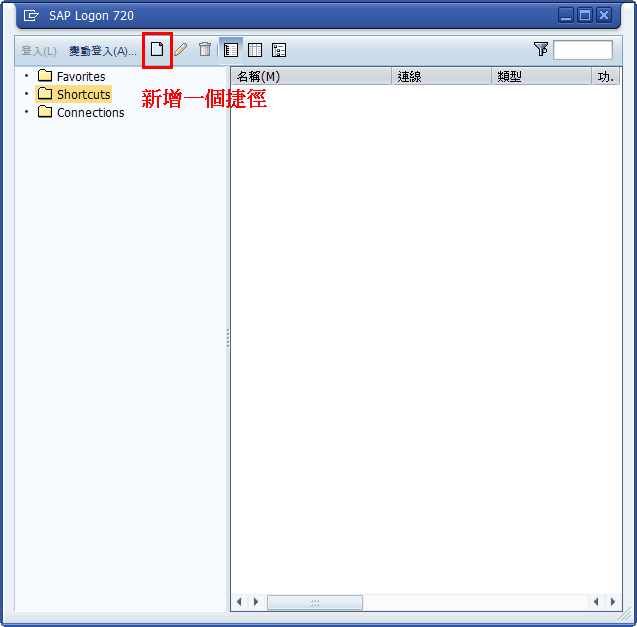 SAP Logon 720
登入(L) 變動登入(A)...
Favorites
Shortcuts
Connections
新增一個捷徑
名稱(M) 連線 類型 功.